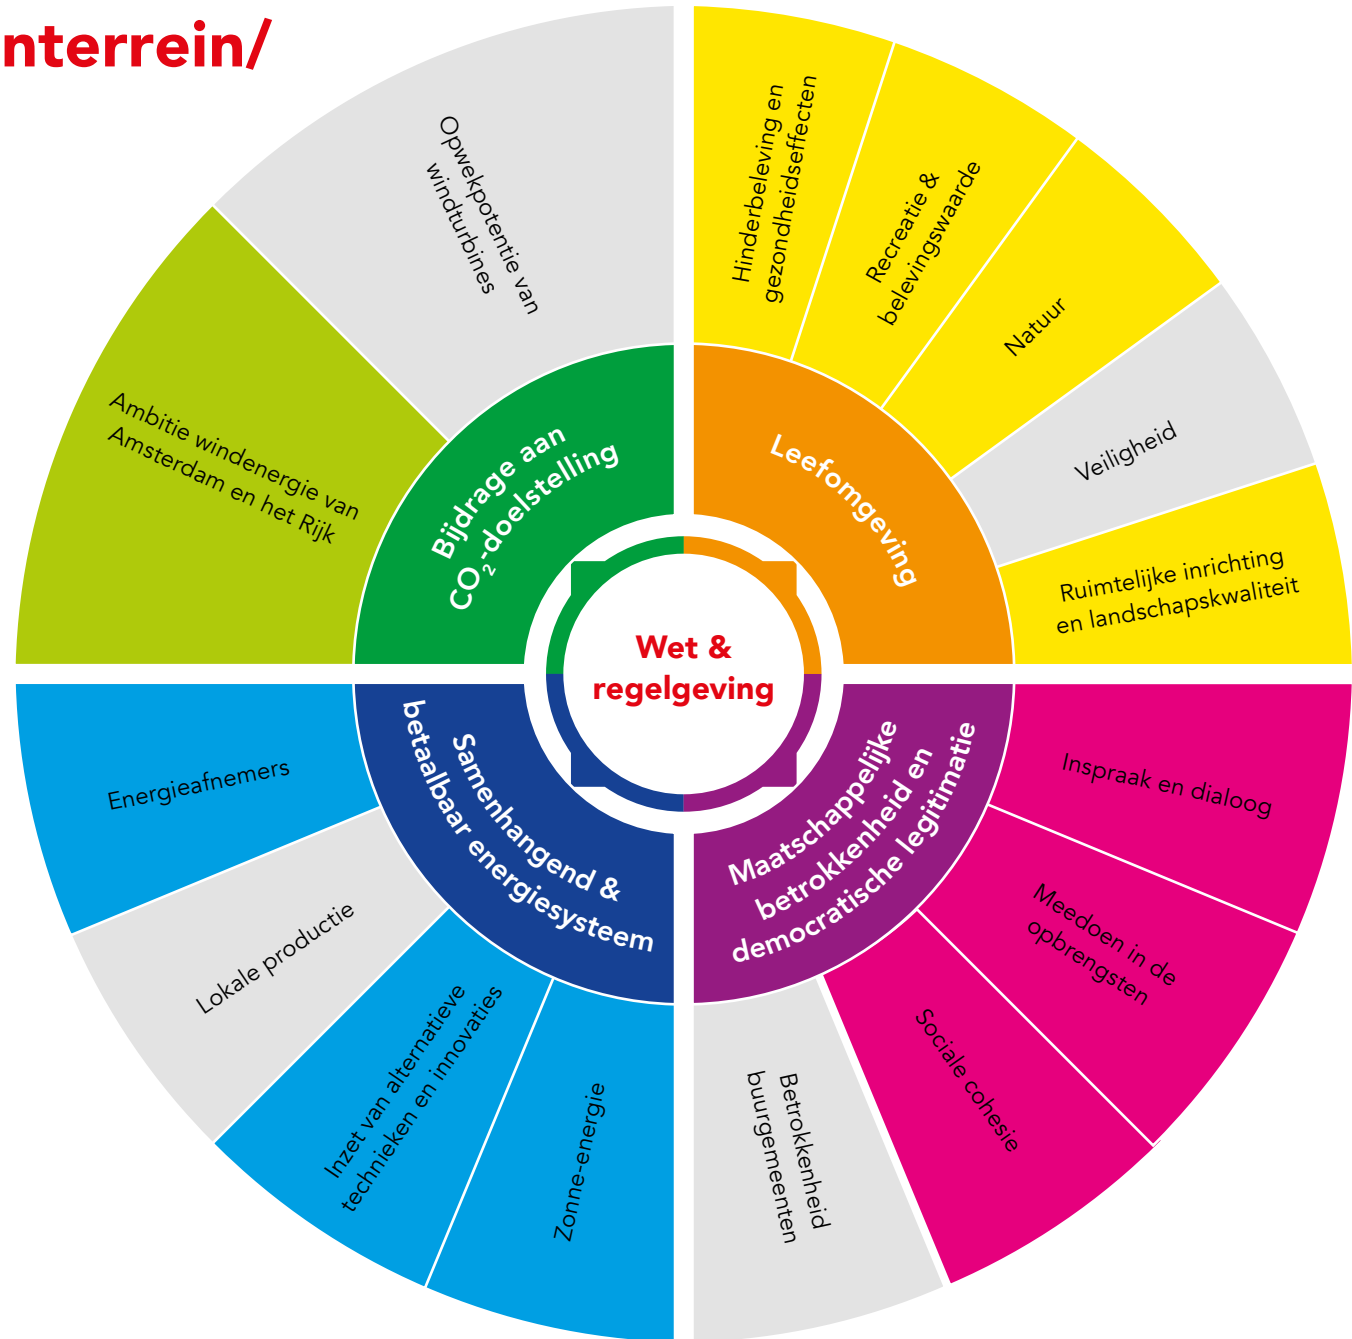 nterrein/
Opwekpotentie van
windturbines
Ambitie windenergie van
Amsterdam en het Rijk
Bijdrage aan
CO₂-doelstelling
Hinderbeleving en
gezondheidseffecten
Recreatie &
belevingswaarde
Natuur
Veiligheid
Ruimtelijke inrichting
en landschapskwaliteit
Leefomgeving
Wet &
regelgeving
Energieafnemers
Lokale productie
Inzet van alternatieve
technieken en innovaties
Zonne-energie
Samenhangend &
betaalbaar energiesysteem
Maatschappelijke
betrokkenheid en
democratische legitimatie
Inspraak en dialoog
Meedoen in de
opbrengsten
Sociale cohesie
Betrokkenheid
buurgemeenten